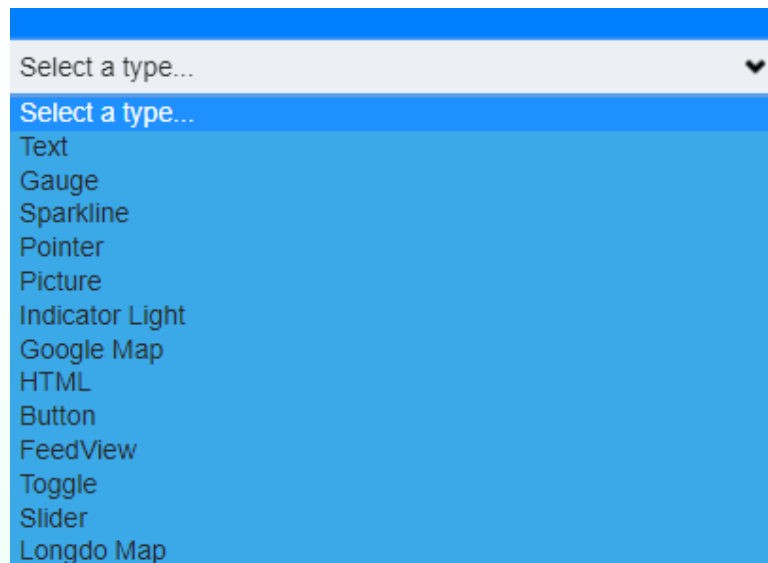 Select a type...
Select a type...
Text
Gauge
Sparkline
Pointer
Picture
Indicator Light
Google Map
HTML
Button
FeedView
Toggle
Slider
Longdo Map